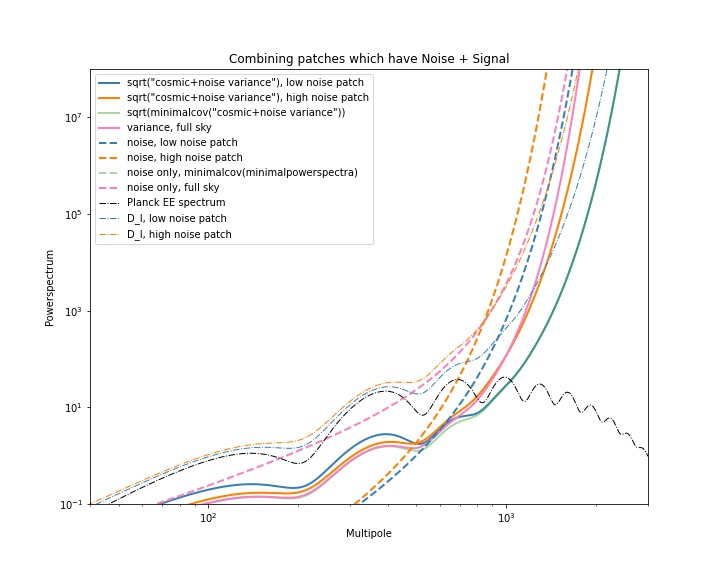 Combining patches which have Noise + Signal
sqrt("cosmic+noise variance"), low noise patch
sqrt("cosmic+noise variance"), high noise patch
sqrt(minimalcov("cosmic+noise variance"))
variance, full sky
noise, low noise patch
noise, high noise patch
noise only, minimalcov(minimalpowerspectra)
noise only, full sky
Planck EE spectrum
D_l, low noise patch
D_l, high noise patch
Powerspectrum
10⁷
10⁵
10³
10¹
10⁻¹
10² 10³
Multipole